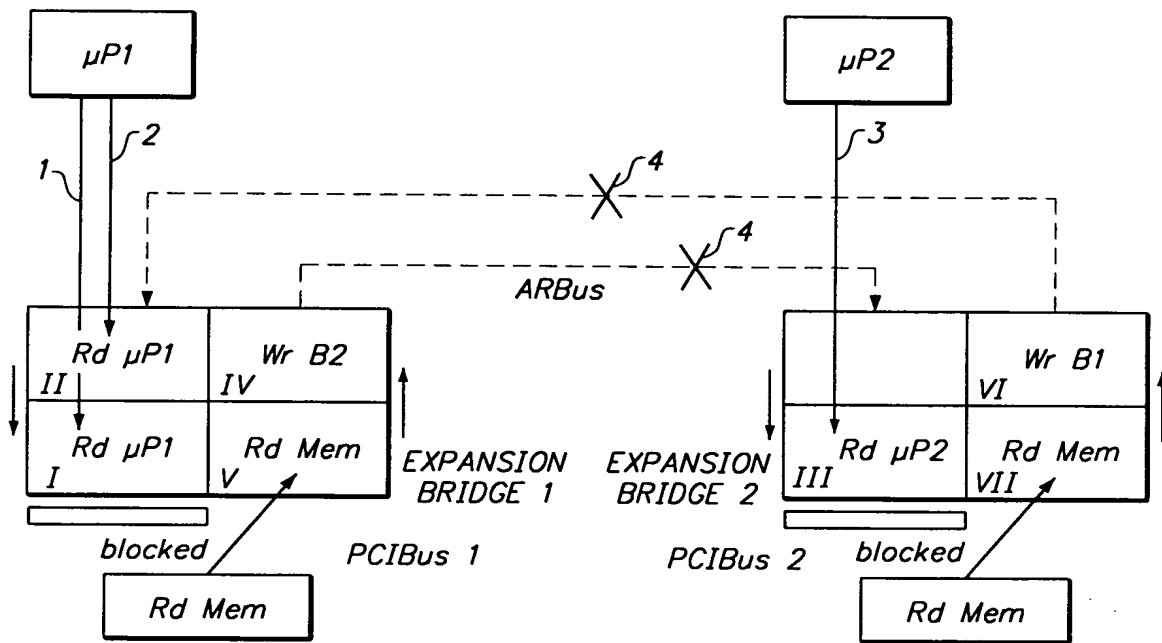 μP1
μP2
1
2
3
4
4
ARBus
Rd μP1
II
Wr B2
IV
Wr B1
VI
Rd μP1
I
Rd Mem
V
EXPANSION
BRIDGE 1
EXPANSION
BRIDGE 2
Rd μP2
III
Rd Mem
VII
blocked
PCIBus 1
PCIBus 2
blocked
Rd Mem
Rd Mem